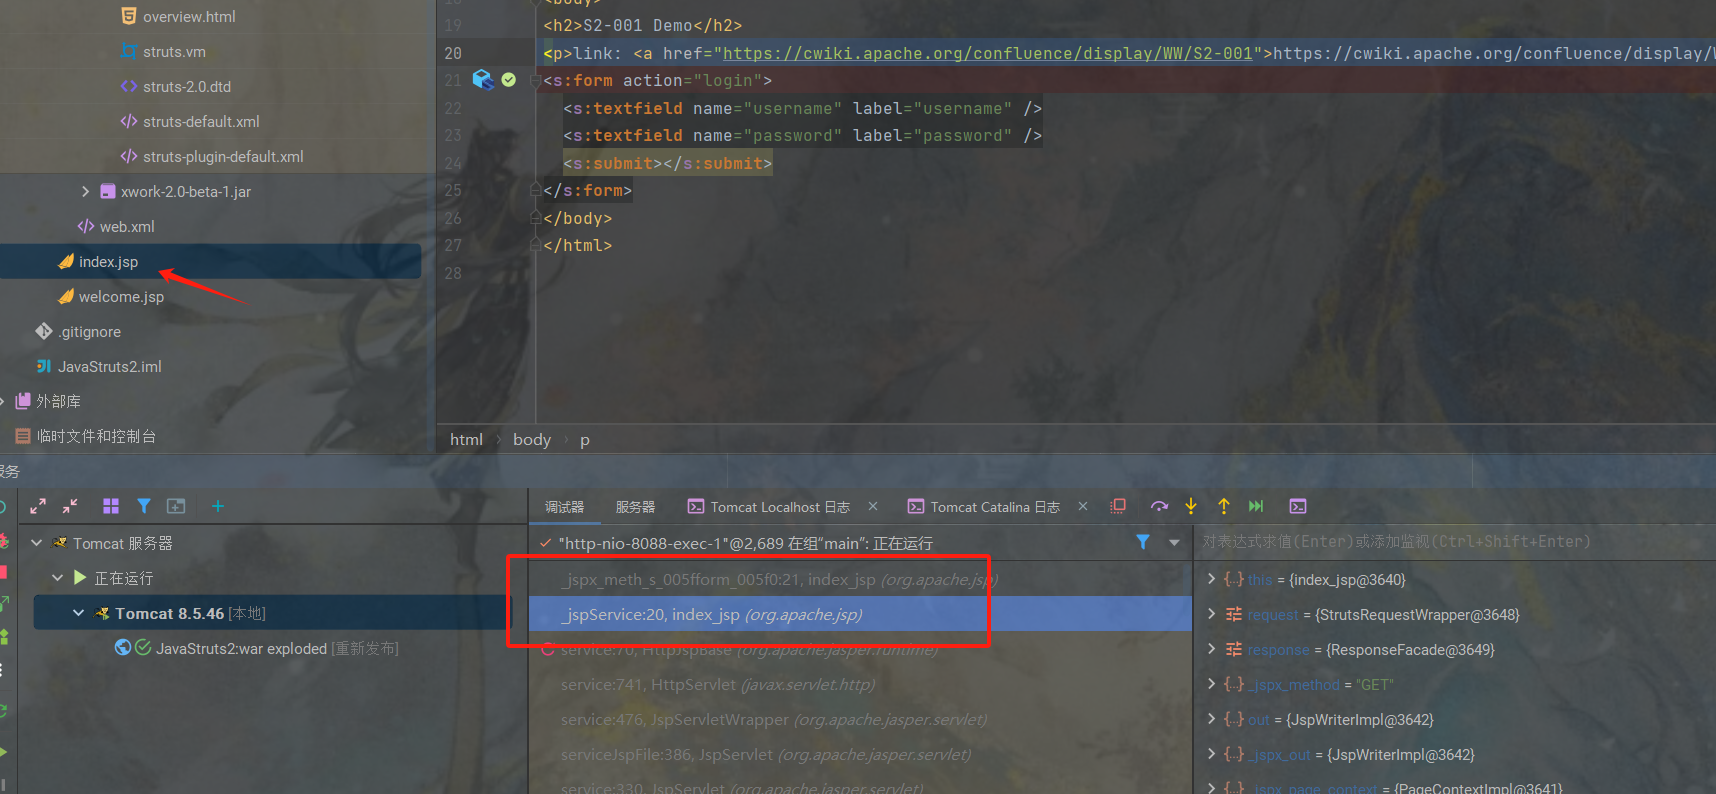 overview.html
struts.vm
struts-2.0.dtd
struts-default.xml
struts-plugin-default.xml
xwork-2.0-beta-1.jar
web.xml
index.jsp
welcome.jsp
.gitignore
JavaStruts2.iml
外部库
临时文件和控制台
<body>
19 <h2>S2-001 Demo</h2>
20 <p>link: <a href="https://cwiki.apache.org/confluence/display/WW/S2-001">https://cwiki.apache.org/confluence/display/W
21 <s:form action="login">
22 <s:textfield name="username" label="username" />
23 <s:textfield name="password" label="password" />
24 <s:submit></s:submit>
25 </s:form>
26 </body>
27 </html>
28
html body p
服务
调试器 服务器 Tomcat Localhost 日志 Tomcat Catalina 日志
Tomcat 服务器
正在运行
Tomcat 8.5.46 [本地]
JavaStruts2:war exploded [重新发布]
"http-nio-8088-exec-1"@2,689 在组"main": 正在运行
_jspx_meth_s_005fform_005f0:21, index_jsp (org.apache.jsp)
_jspService:20, index_jsp (org.apache.jsp)
service:70, HttpJspBase (org.apache.jasper.runtime)
service:741, HttpServlet (javax.servlet.http)
service:476, JspServletWrapper (org.apache.jasper.servlet)
serviceJspFile:386, JspServlet (org.apache.jasper.servlet)
service:330, JspServlet (org.apache.jasper.servlet)
对表达式求值(Enter)或添加监视(Ctrl+Shift+Enter)
this = {index_jsp@3640}
request = {StrutsRequestWrapper@3648}
response = {ResponseFacade@3649}
_jspx_method = "GET"
out = {JspWriterImpl@3642}
_jspx_out = {JspWriterImpl@3642}
_jspx_page_context = {PageContextImpl@3641}